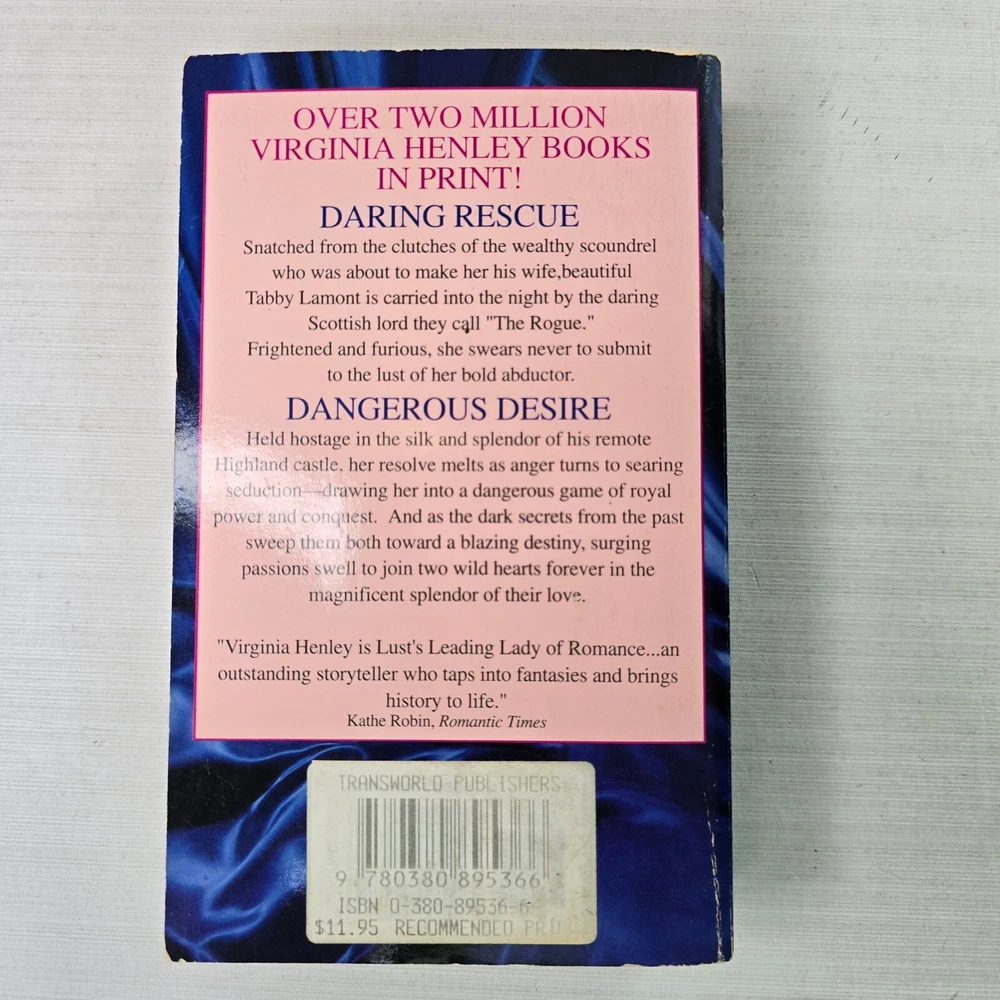 OVER TWO MILLION
VIRGINIA HENLEY BOOKS
IN PRINT!
DARING RESCUE
Snatched from the clutches of the wealthy scoundrel
who was about to make her his wife,beautiful
Tabby Lamont is carried into the night by the daring
Scottish lord they call "The Rogue."
Frightened and furious, she swears never to submit
to the lust of her bold abductor.
DANGEROUS DESIRE
Held hostage in the silk and splendor of his remote
Highland castle, her resolve melts as anger turns to searing
seduction—drawing her into a dangerous game of royal
power and conquest. And as the dark secrets from the past
sweep them both toward a blazing destiny, surging
passions swell to join two wild hearts forever in the
magnificent splendor of their love.
"Virginia Henley is Lust's Leading Lady of Romance...an
outstanding storyteller who taps into fantasies and brings
history to life."
Kathe Robin, Romantic Times
TRANSWORLD PUBLISHERS
9 780380 895366
ISBN 0-380-89536-6
$11.95 RECOMMENDED